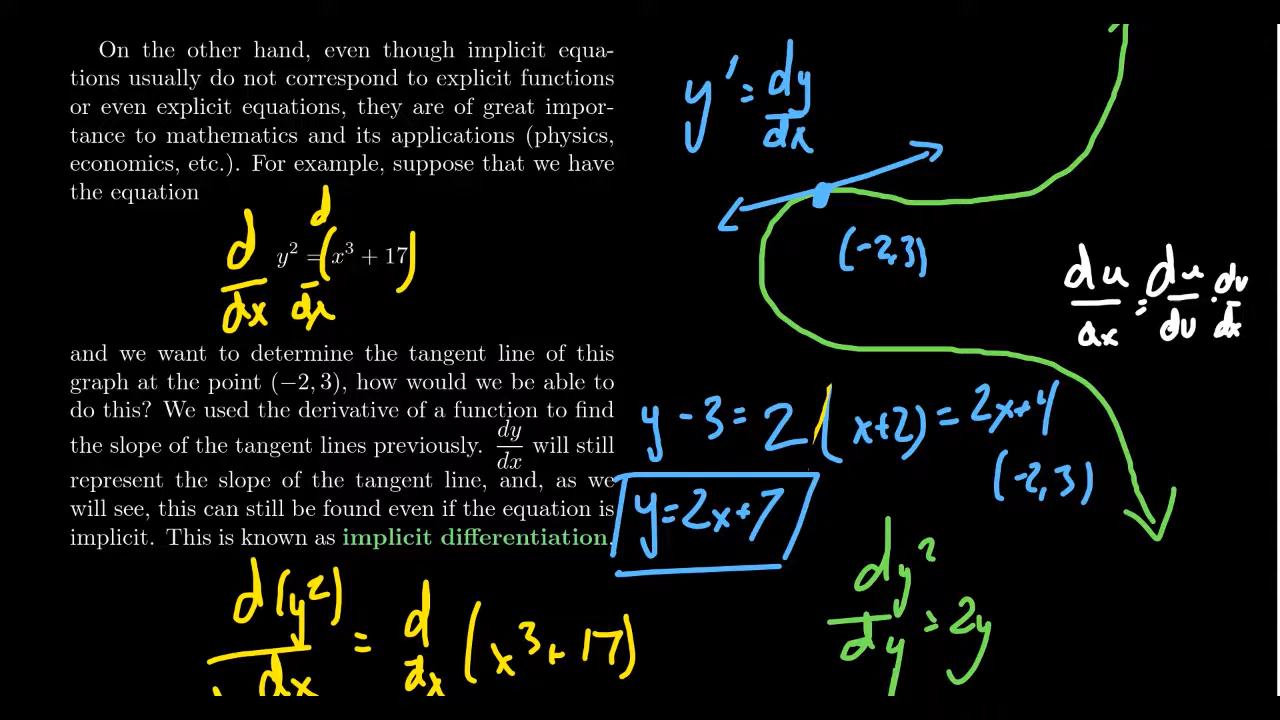 On the other hand, even though implicit equa-
tions usually do not correspond to explicit functions
or even explicit equations, they are of great impor-
tance to mathematics and its applications (physics,
economics, etc.). For example, suppose that we have
the equation
d/dx y² = d/dx (x³ + 17)
and we want to determine the tangent line of this
graph at the point (−2, 3), how would we be able to
do this? We used the derivative of a function to find
the slope of the tangent lines previously. dy/dx will still
represent the slope of the tangent line, and, as we
will see, this can still be found even if the equation is
implicit. This is known as implicit differentiation.
d(y²)/dx = d/dx (x³+17)
y' = dy/dx
(-2,3)
du/dx = du/dv · dv/dx
y-3 = 2(x+2) = 2x+4
(-2,3)
y=2x+7
dy²/dy = 2y